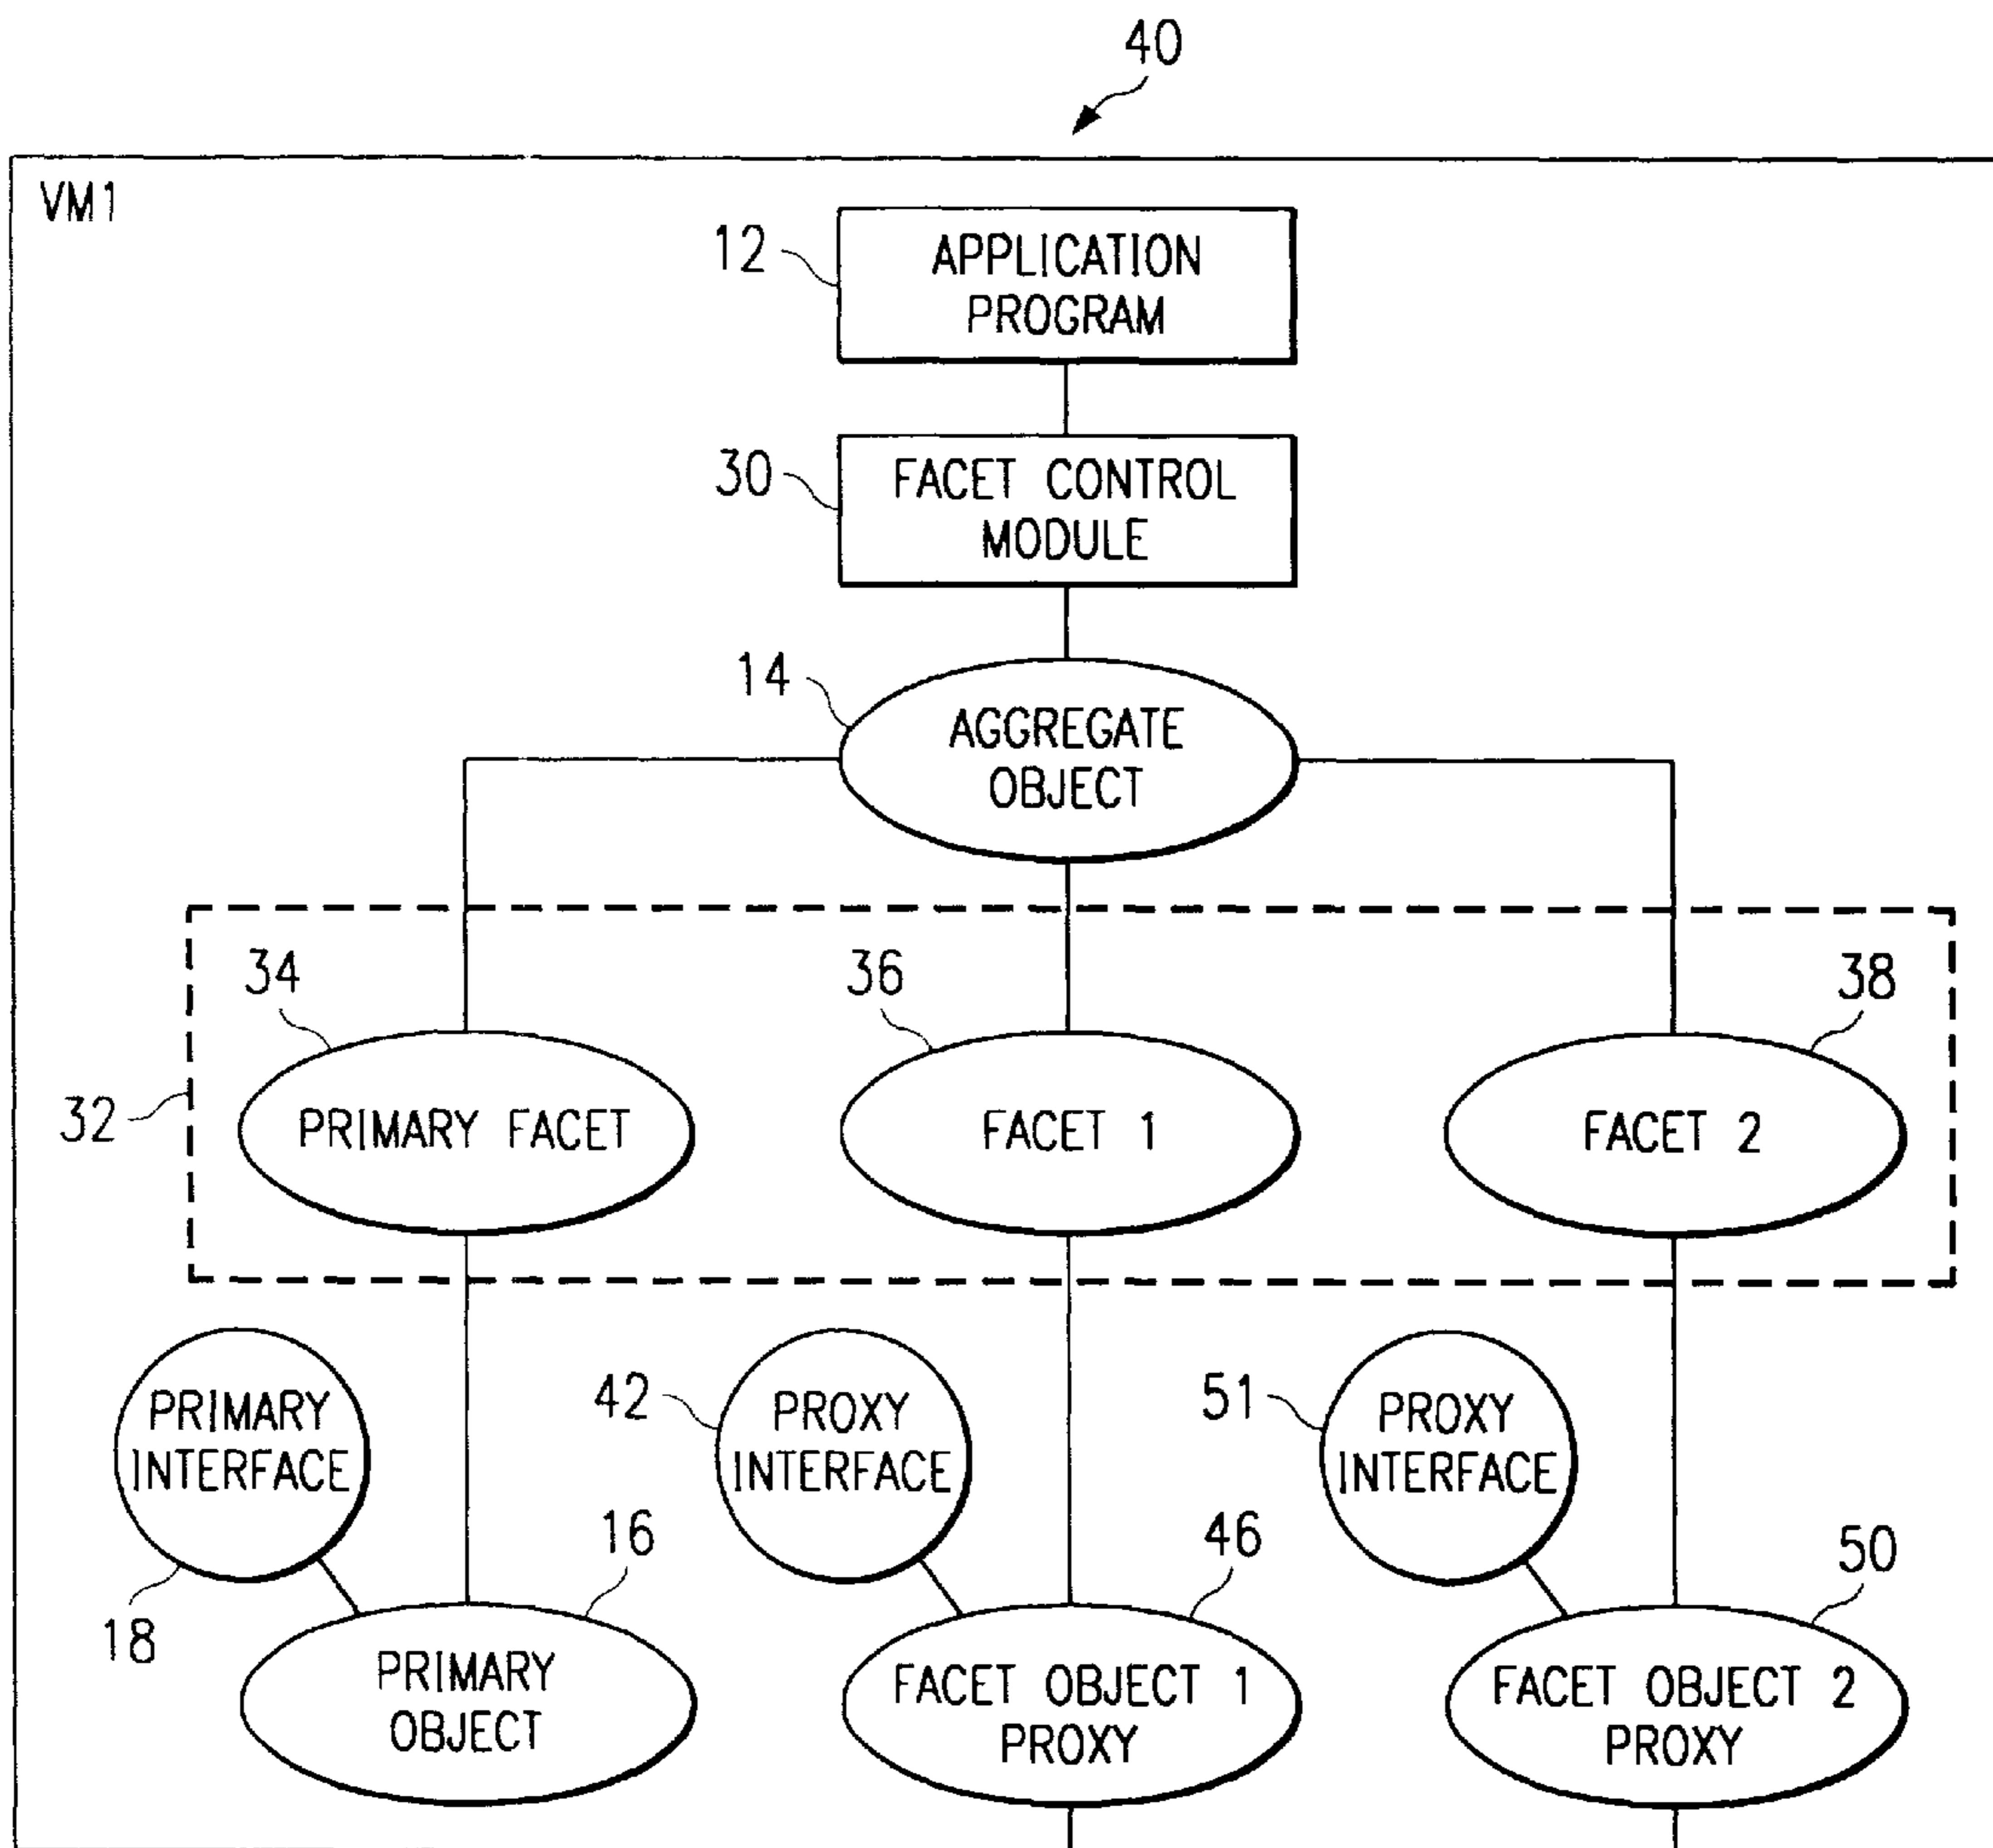 40
VM1
12
APPLICATION
PROGRAM
30
FACET CONTROL
MODULE
14
AGGREGATE
OBJECT
34
36
38
32
PRIMARY FACET
FACET 1
FACET 2
PRIMARY
INTERFACE
42
PROXY
INTERFACE
51
PROXY
INTERFACE
18
16
46
50
PRIMARY
OBJECT
FACET OBJECT 1
PROXY
FACET OBJECT 2
PROXY